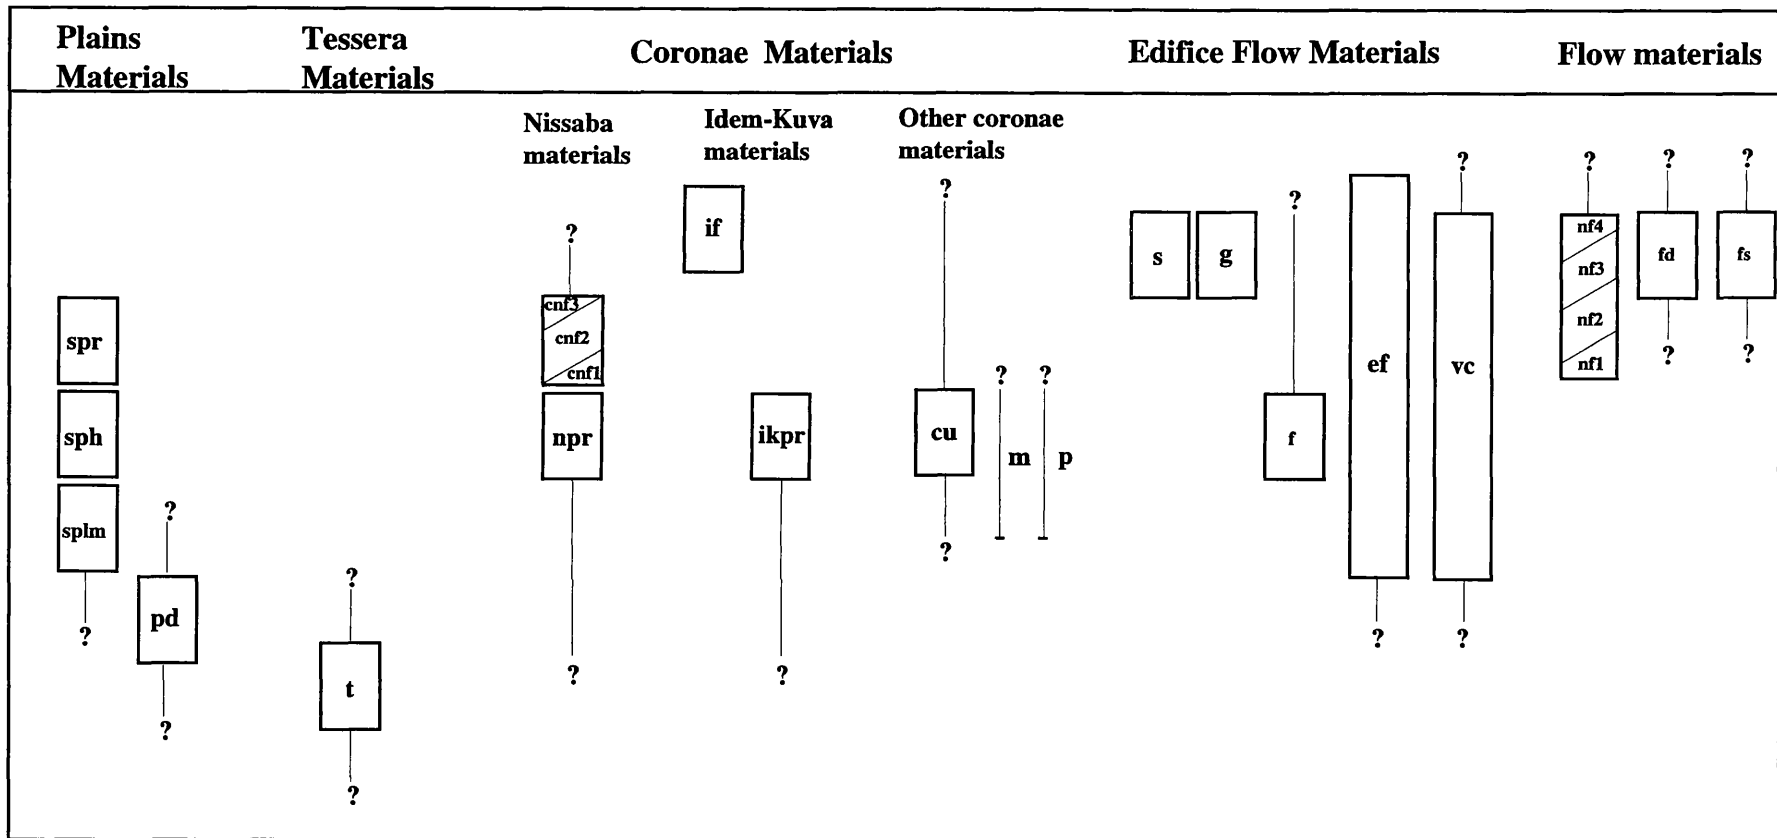 Plains
Materials
Tessera
Materials
Coronae Materials
Edifice Flow Materials
Flow materials
Nissaba
materials
Idem-Kuva
materials
Other coronae
materials
spr
sph
splm
?
?
pd
?
?
t
?
?
cnf3
cnf2
cnf1
npr
?
if
ikpr
?
?
cu
?
?
m
?
p
s
g
?
f
ef
?
?
vc
?
?
nf4
nf3
nf2
nf1
?
fd
?
?
fs
?